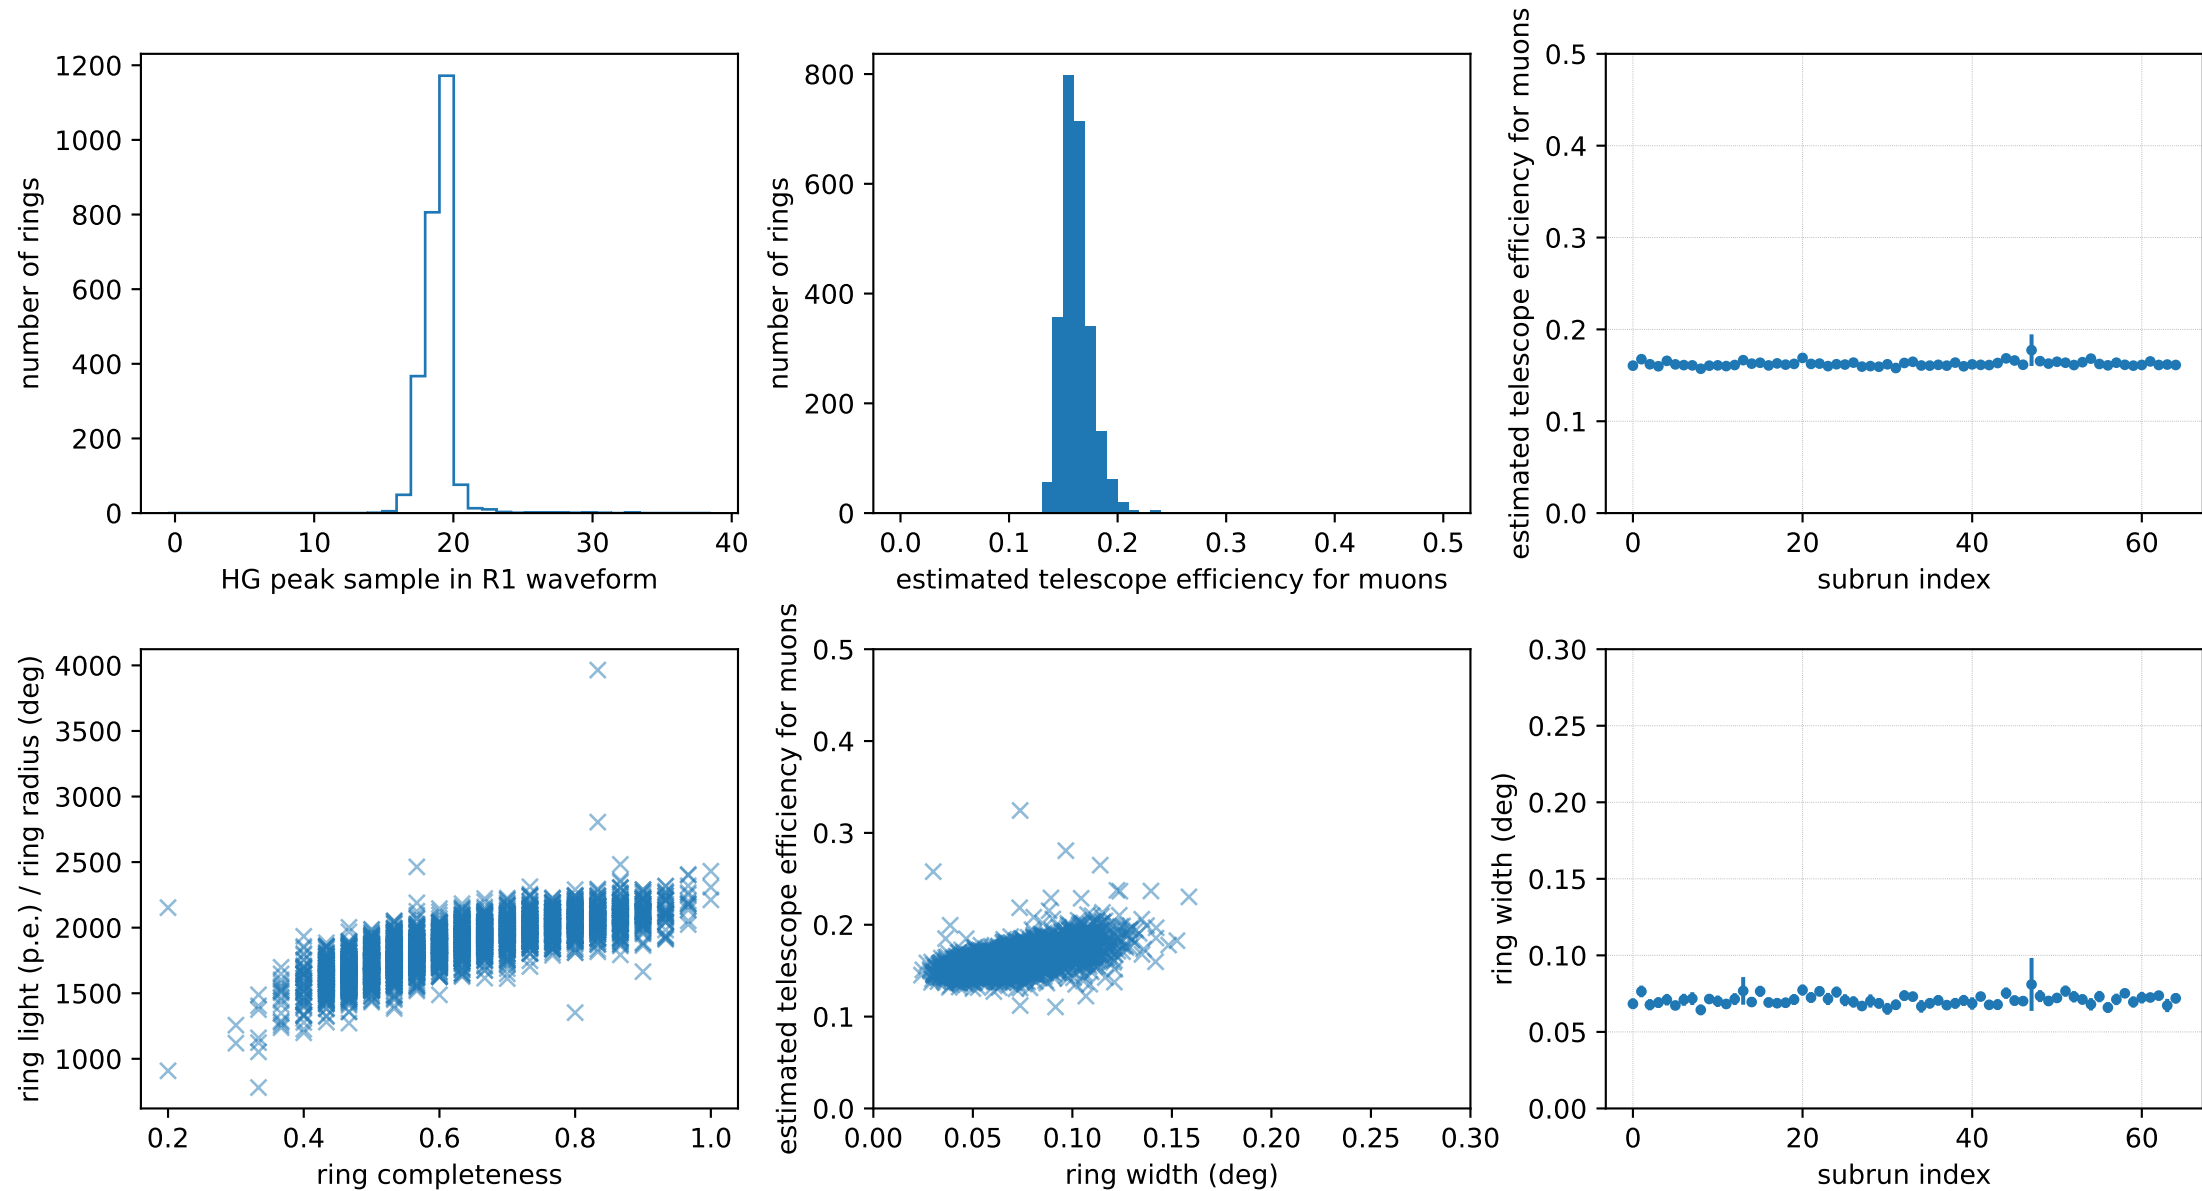 1200
1000
800
600
400
200
0
number of rings
0 10 20 30 40
HG peak sample in R1 waveform
800
600
400
200
0
number of rings
0.0 0.1 0.2 0.3 0.4 0.5
estimated telescope efficiency for muons
0.5
0.4
0.3
0.2
0.1
0.0
estimated telescope efficiency for muons
0 20 40 60
subrun index
4000
3500
3000
2500
2000
1500
1000
ring light (p.e.) / ring radius (deg)
0.2 0.4 0.6 0.8 1.0
ring completeness
0.5
0.4
0.3
0.2
0.1
0.0
estimated telescope efficiency for muons
0.00 0.05 0.10 0.15 0.20 0.25 0.30
ring width (deg)
0.30
0.25
0.20
0.15
0.10
0.05
0.00
ring width (deg)
0 20 40 60
subrun index